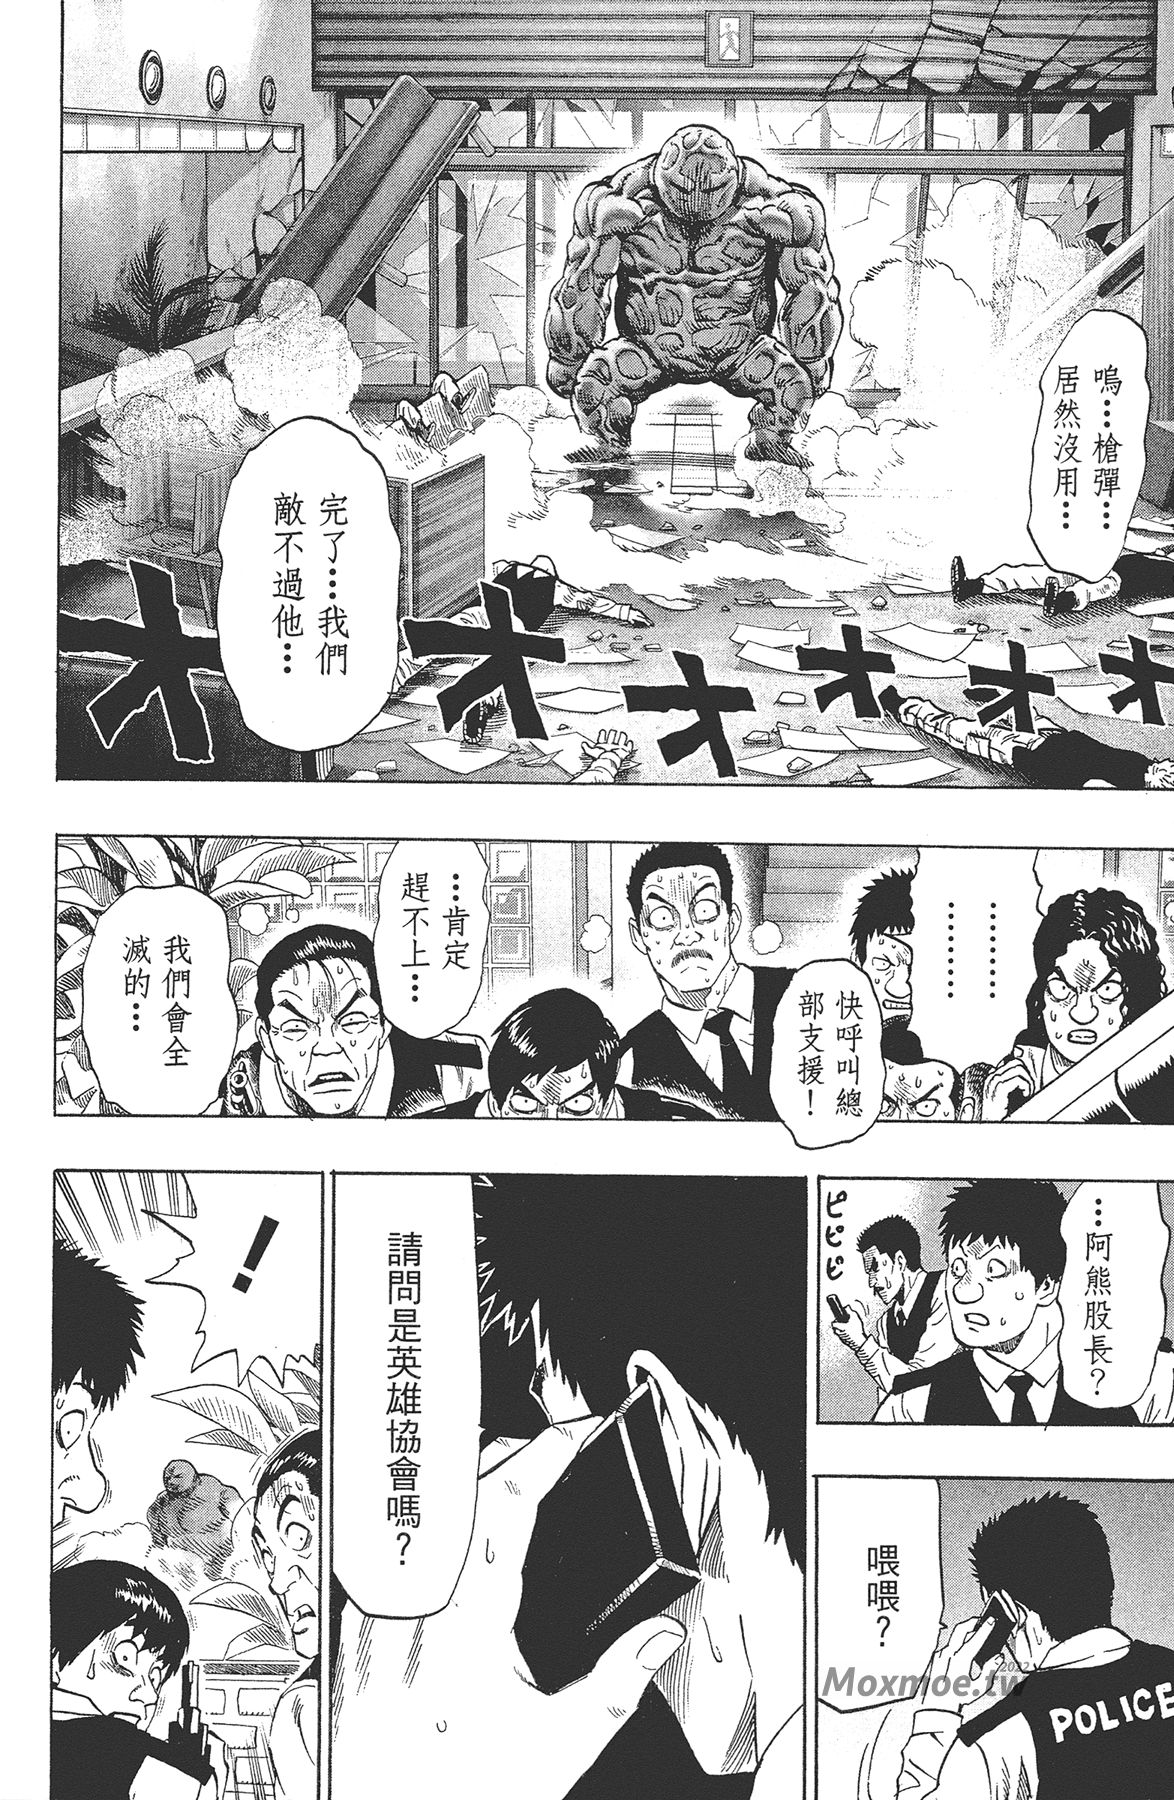 嗚…槍彈…
居然沒用…
完了…我們
敵不過他…
オオオオオオ
………
………
快呼叫總
部支援！
…肯定
趕不上…
我們會全
滅的…
…阿熊股長？
ピピピ
喂喂？
POLICE
請問是英雄協會嗎？
！
2022
Moxmoe.tw